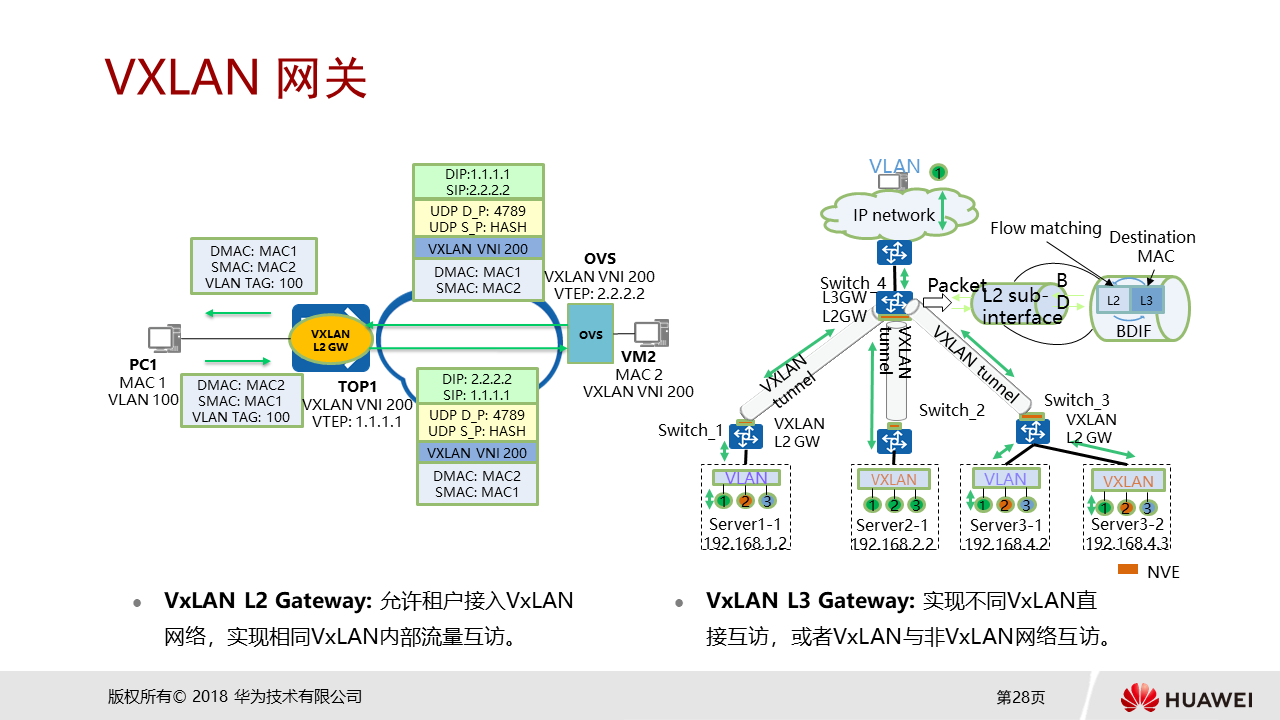 VXLAN 网关
DIP:1.1.1.1
SIP:2.2.2.2
UDP D_P: 4789
UDP S_P: HASH
VXLAN VNI 200
DMAC: MAC1
SMAC: MAC2
DMAC: MAC1
SMAC: MAC2
VLAN TAG: 100
OVS
VXLAN VNI 200
VTEP: 2.2.2.2
VXLAN
L2 GW
OVS
PC1
MAC 1
VLAN 100
VM2
MAC 2
VXLAN VNI 200
DMAC: MAC2
SMAC: MAC1
VLAN TAG: 100
TOP1
VXLAN VNI 200
VTEP: 1.1.1.1
DIP: 2.2.2.2
SIP: 1.1.1.1
UDP D_P: 4789
UDP S_P: HASH
VXLAN VNI 200
DMAC: MAC2
SMAC: MAC1
VLAN
1
IP network
Flow matching
Destination
MAC
Switch_4
L3GW
L2GW
Packet
L2 sub-
interface
B
D
L2
L3
BDIF
VXLAN
tunnel
VXLAN
tunnel
VXLAN tunnel
Switch_1
VXLAN
L2 GW
Switch_2
Switch_3
VXLAN
L2 GW
VLAN
1 2 3
Server1-1
192.168.1.2
VXLAN
1 2 3
Server2-1
192.168.2.2
VLAN
1 2 3
Server3-1
192.168.4.2
VXLAN
1 2 3
Server3-2
192.168.4.3
NVE
• VxLAN L2 Gateway: 允许租户接入VxLAN
网络，实现相同VxLAN内部流量互访。
• VxLAN L3 Gateway: 实现不同VxLAN直
接互访，或者VxLAN与非VxLAN网络互访。
版权所有© 2018 华为技术有限公司
第28页
HUAWEI